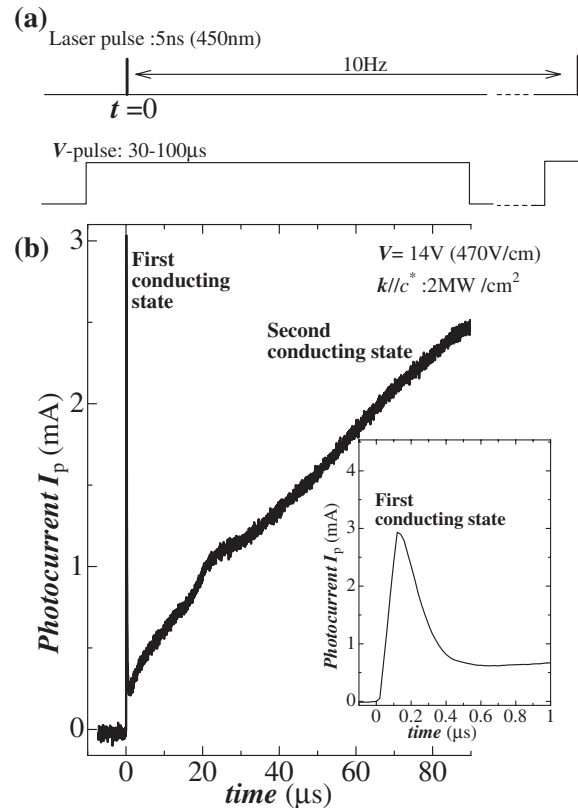 (a)
Laser pulse :5ns (450nm)
10Hz
t =0
V-pulse: 30-100μs
(b)
3
2
1
0
Photocurrent Ip (mA)
First
conducting
state
V= 14V (470V/cm)
k//c* :2MW /cm2
Second
conducting state
4
3
2
1
0
Photocurrent Ip (mA)
First
conducting state
0 0.2 0.4 0.6 0.8 1
time (μs)
0 20 40 60 80
time (μs)